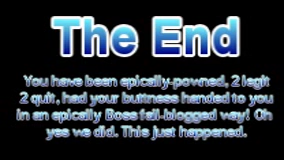 The End
You have been epically-powned, 2 legit
2 quit, had your buttness handed to you
in an epically Boss fail-blogged way! Oh
yes we did. This just happened.